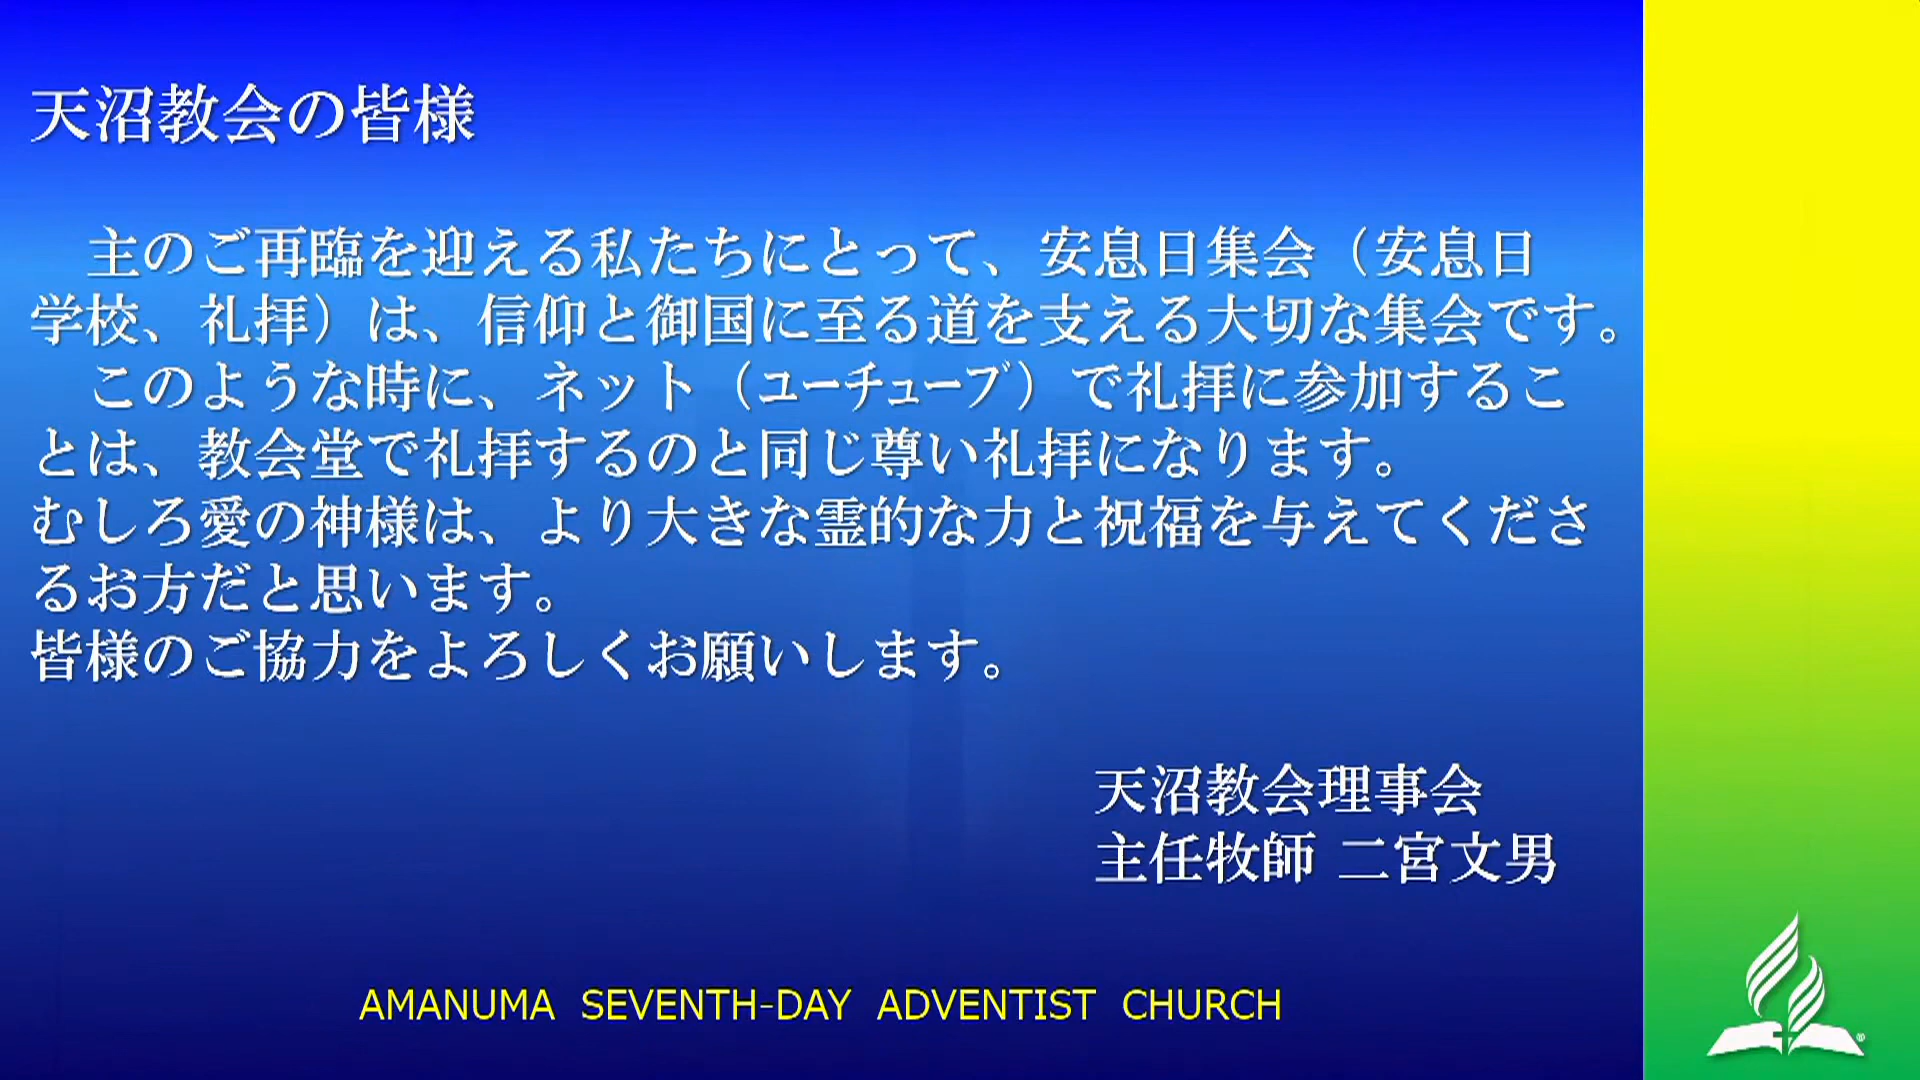 天沼教会の皆様
　主のご再臨を迎える私たちにとって、安息日集会（安息日
学校、礼拝）は、信仰と御国に至る道を支える大切な集会です。
　このような時に、ネット（ユーチューブ）で礼拝に参加するこ
とは、教会堂で礼拝するのと同じ尊い礼拝になります。
むしろ愛の神様は、より大きな霊的な力と祝福を与えてくださ
るお方だと思います。
皆様のご協力をよろしくお願いします。
天沼教会理事会
主任牧師 二宮文男
AMANUMA SEVENTH-DAY ADVENTIST CHURCH
®